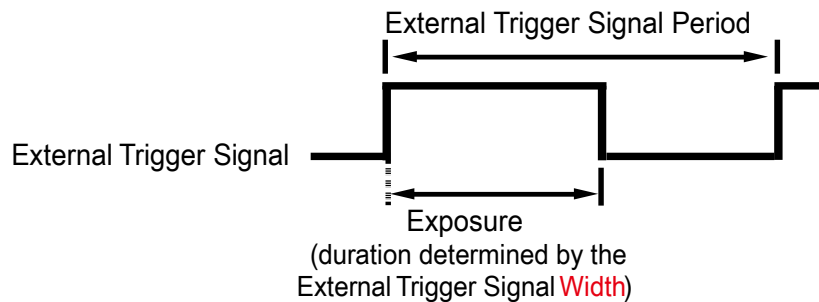 External Trigger Signal Period
External Trigger Signal
Exposure
(duration determined by the
External Trigger Signal Width)